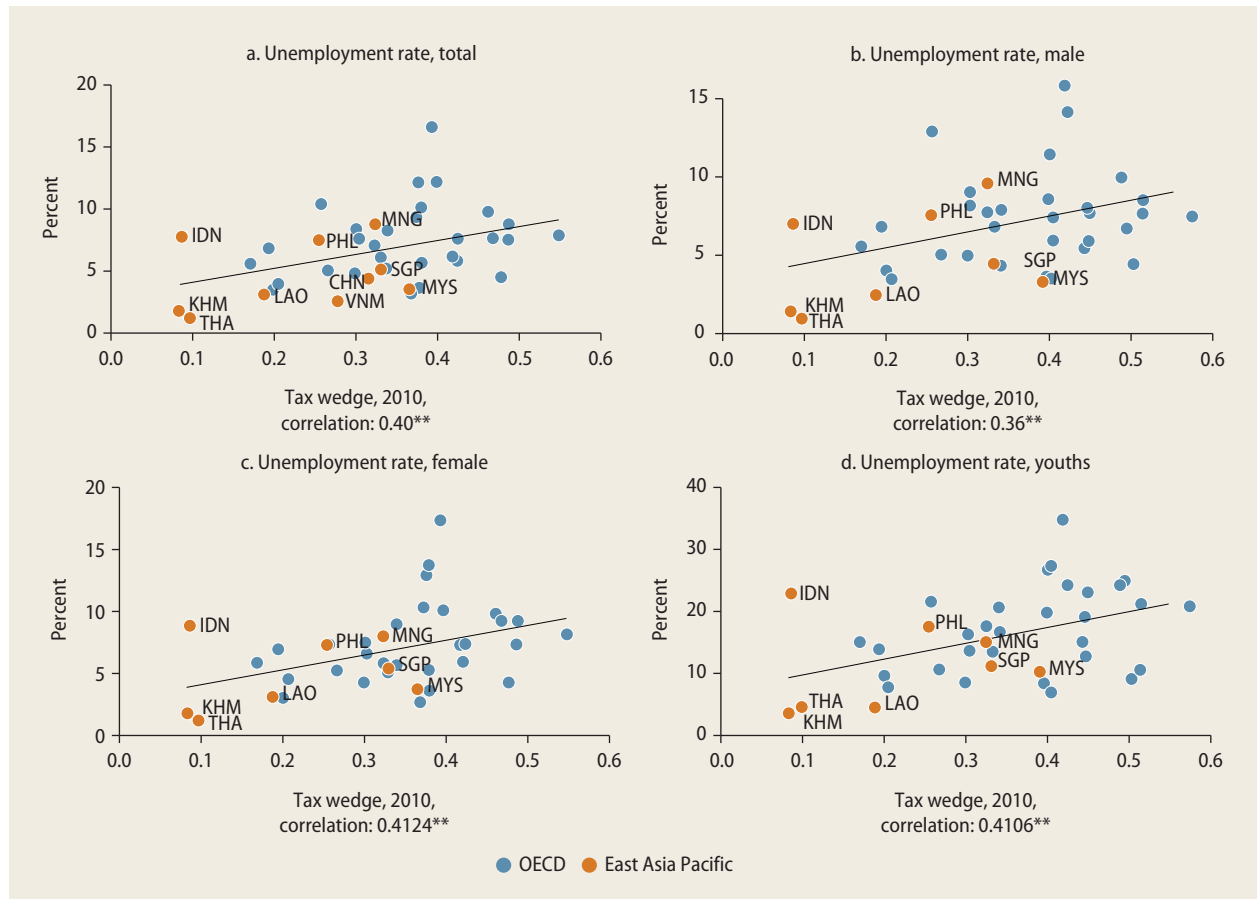 a. Unemployment rate, total
20
15
10
5
0
Percent
IDN
KHM
THA
LAO
PHL
MNG
CHN
VNM
SGP
MYS
0.0 0.1 0.2 0.3 0.4 0.5 0.6
Tax wedge, 2010,
correlation: 0.40**
b. Unemployment rate, male
15
10
5
0
Percent
IDN
KHM
THA
LAO
PHL
MNG
SGP
MYS
0.0 0.1 0.2 0.3 0.4 0.5 0.6
Tax wedge, 2010,
correlation: 0.36**
c. Unemployment rate, female
20
15
10
5
0
Percent
IDN
KHM
THA
LAO
PHL
MNG
SGP
MYS
0.0 0.1 0.2 0.3 0.4 0.5 0.6
Tax wedge, 2010,
correlation: 0.4124**
d. Unemployment rate, youths
40
30
20
10
0
Percent
IDN
THA
KHM
LAO
PHL
MNG
SGP
MYS
0.0 0.1 0.2 0.3 0.4 0.5 0.6
Tax wedge, 2010,
correlation: 0.4106**
OECD East Asia Pacific